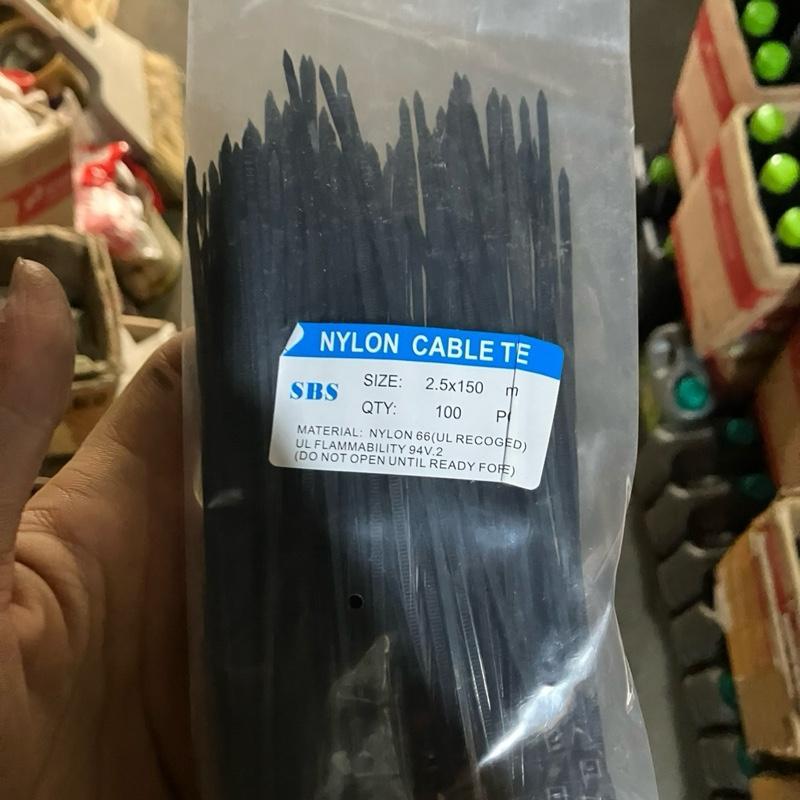 NYLON CABLE TE
SBS
SIZE: 2.5x150 m
QTY: 100 P
MATERIAL: NYLON 66(UL RECOGED)
UL FLAMMABILITY 94V.2
(DO NOT OPEN UNTIL READY FOR)